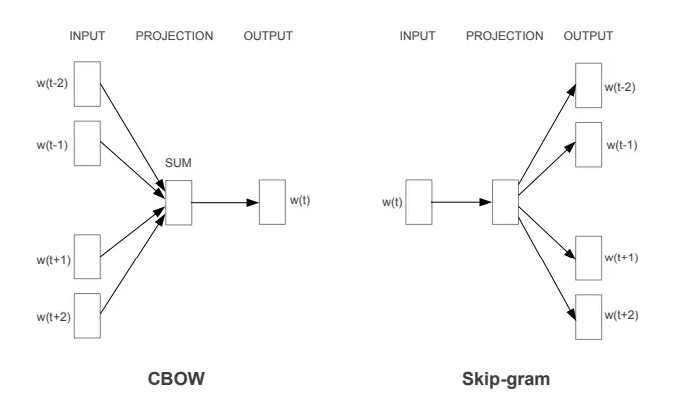 INPUT PROJECTION OUTPUT
w(t-2)
w(t-1)
SUM
w(t)
w(t+1)
w(t+2)
CBOW
INPUT PROJECTION OUTPUT
w(t-2)
w(t-1)
w(t)
w(t+1)
w(t+2)
Skip-gram